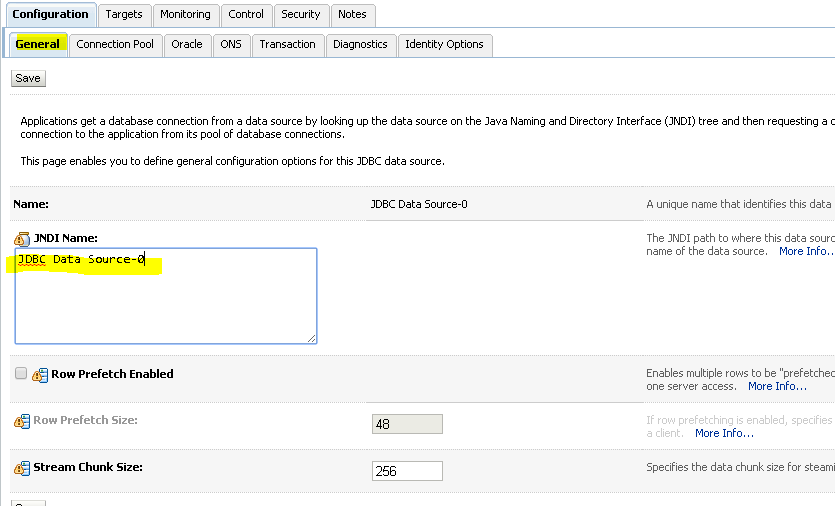 Configuration Targets Monitoring Control Security Notes
General Connection Pool Oracle ONS Transaction Diagnostics Identity Options
Save
Applications get a database connection from a data source by looking up the data source on the Java Naming and Directory Interface (JNDI) tree and then requesting a
connection to the application from its pool of database connections.
This page enables you to define general configuration options for this JDBC data source.
Name: JDBC Data Source-0 A unique name that identifies this data
JNDI Name: The JNDI path to where this data sourc
name of the data source. More Info...
JDBC Data Source-0
Row Prefetch Enabled Enables multiple rows to be "prefetched
one server access. More Info...
Row Prefetch Size: 48 If row prefetching is enabled, specifies
a client. More Info...
Stream Chunk Size: 256 Specifies the data chunk size for steami